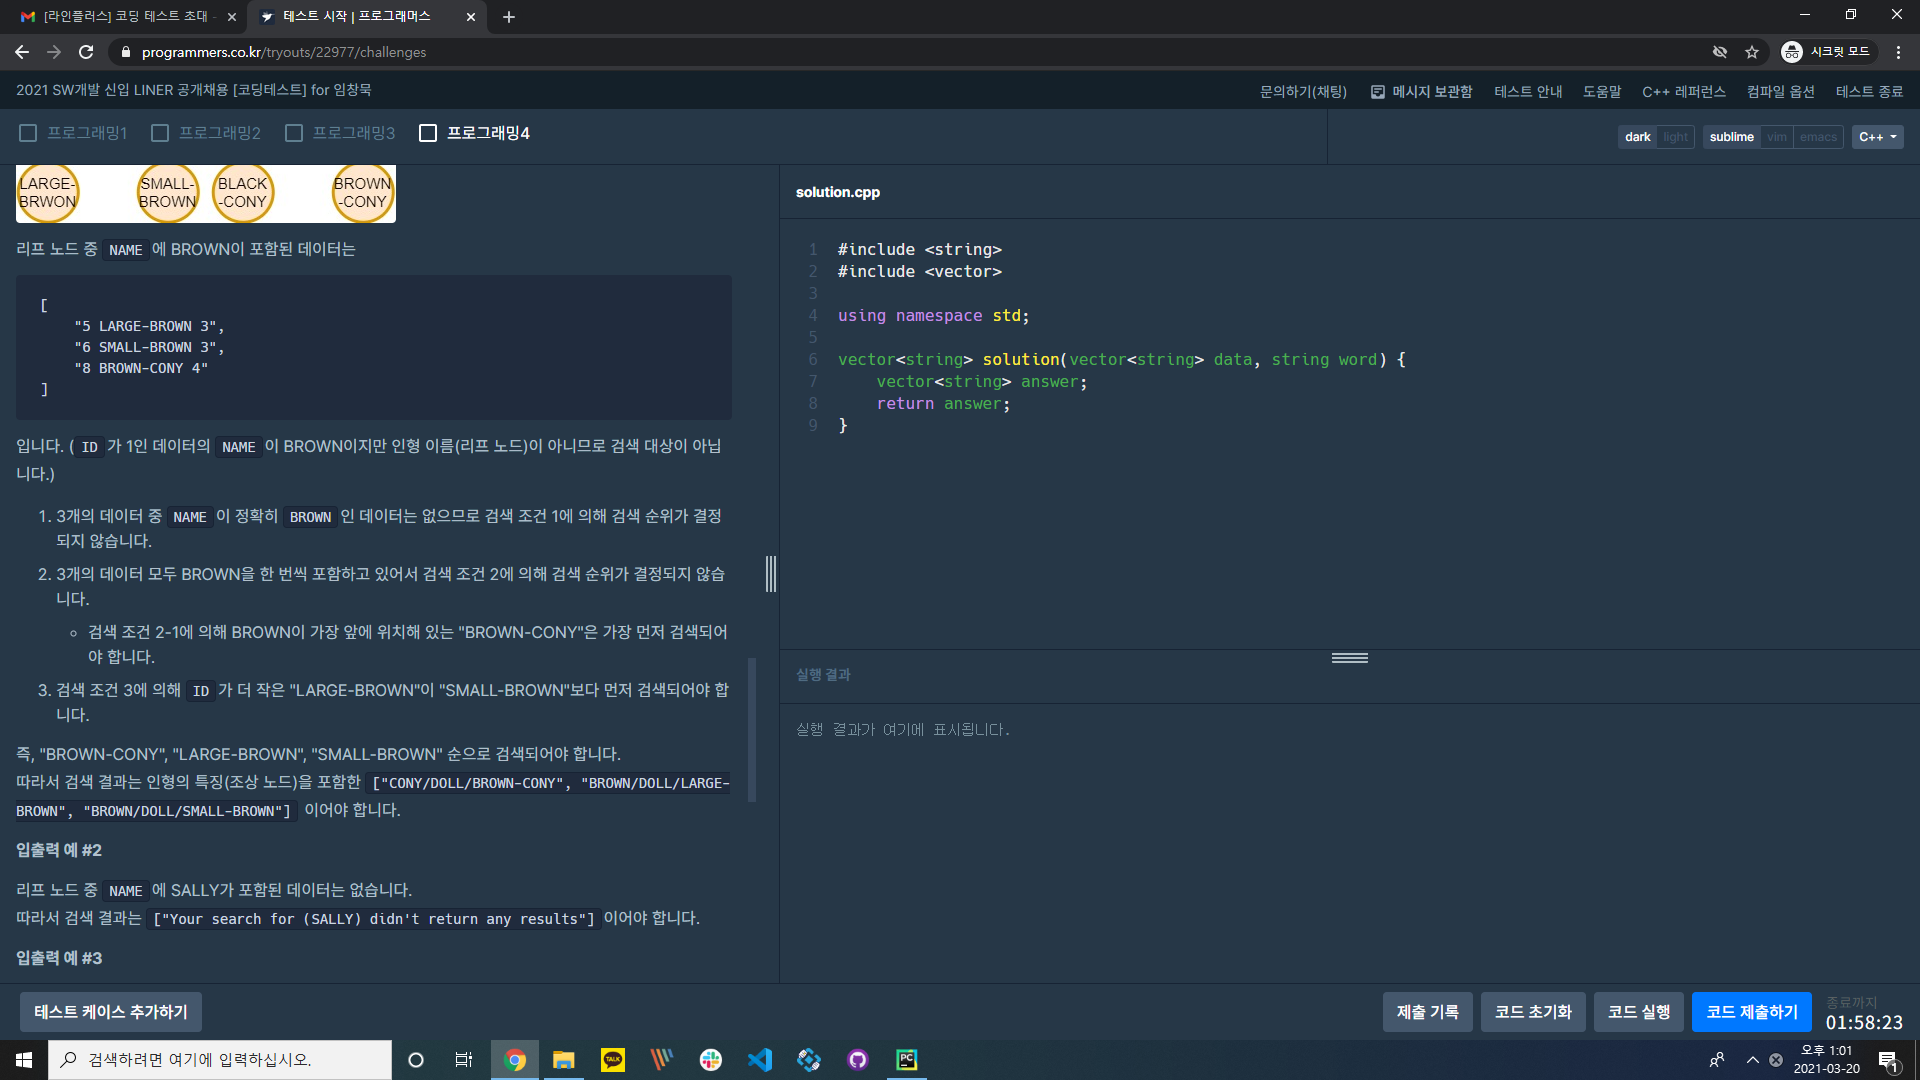 [라인플러스] 코딩 테스트 초대 -
테스트 시작 | 프로그래머스
programmers.co.kr/tryouts/22977/challenges
시크릿 모드
2021 SW개발 신입 LINER 공개채용 [코딩테스트] for 임창묵
문의하기(채팅) 메시지 보관함 테스트 안내 도움말 C++ 레퍼런스 컴파일 옵션 테스트 종료
프로그래밍1 프로그래밍2 프로그래밍3 프로그래밍4
dark light sublime vim emacs C++
LARGE-BRWON
SMALL-BROWN
BLACK-CONY
BROWN-CONY
리프 노드 중 NAME 에 BROWN이 포함된 데이터는
[
"5 LARGE-BROWN 3",
"6 SMALL-BROWN 3",
"8 BROWN-CONY 4"
]
입니다. ( ID 가 1인 데이터의 NAME 이 BROWN이지만 인형 이름(리프 노드)이 아니므로 검색 대상이 아닙
니다.)
1. 3개의 데이터 중 NAME 이 정확히 BROWN 인 데이터는 없으므로 검색 조건 1에 의해 검색 순위가 결정
되지 않습니다.
2. 3개의 데이터 모두 BROWN을 한 번씩 포함하고 있어서 검색 조건 2에 의해 검색 순위가 결정되지 않습
니다.
검색 조건 2-1에 의해 BROWN이 가장 앞에 위치해 있는 "BROWN-CONY"은 가장 먼저 검색되어
야 합니다.
3. 검색 조건 3에 의해 ID 가 더 작은 "LARGE-BROWN"이 "SMALL-BROWN"보다 먼저 검색되어야 합
니다.
즉, "BROWN-CONY", "LARGE-BROWN", "SMALL-BROWN" 순으로 검색되어야 합니다.
따라서 검색 결과는 인형의 특징(조상 노드)을 포함한 ["CONY/DOLL/BROWN-CONY", "BROWN/DOLL/LARGE-
BROWN", "BROWN/DOLL/SMALL-BROWN"] 이어야 합니다.
입출력 예 #2
리프 노드 중 NAME 에 SALLY가 포함된 데이터는 없습니다.
따라서 검색 결과는 ["Your search for (SALLY) didn't return any results"] 이어야 합니다.
입출력 예 #3
solution.cpp
1 #include <string>
2 #include <vector>
3
4 using namespace std;
5
6 vector<string> solution(vector<string> data, string word) {
7 vector<string> answer;
8 return answer;
9 }
실행 결과
실행 결과가 여기에 표시됩니다.
테스트 케이스 추가하기
제출 기록 코드 초기화 코드 실행 코드 제출하기
종료까지
01:58:23
검색하려면 여기에 입력하십시오.
TALK
PC
오후 1:01
2021-03-20
1